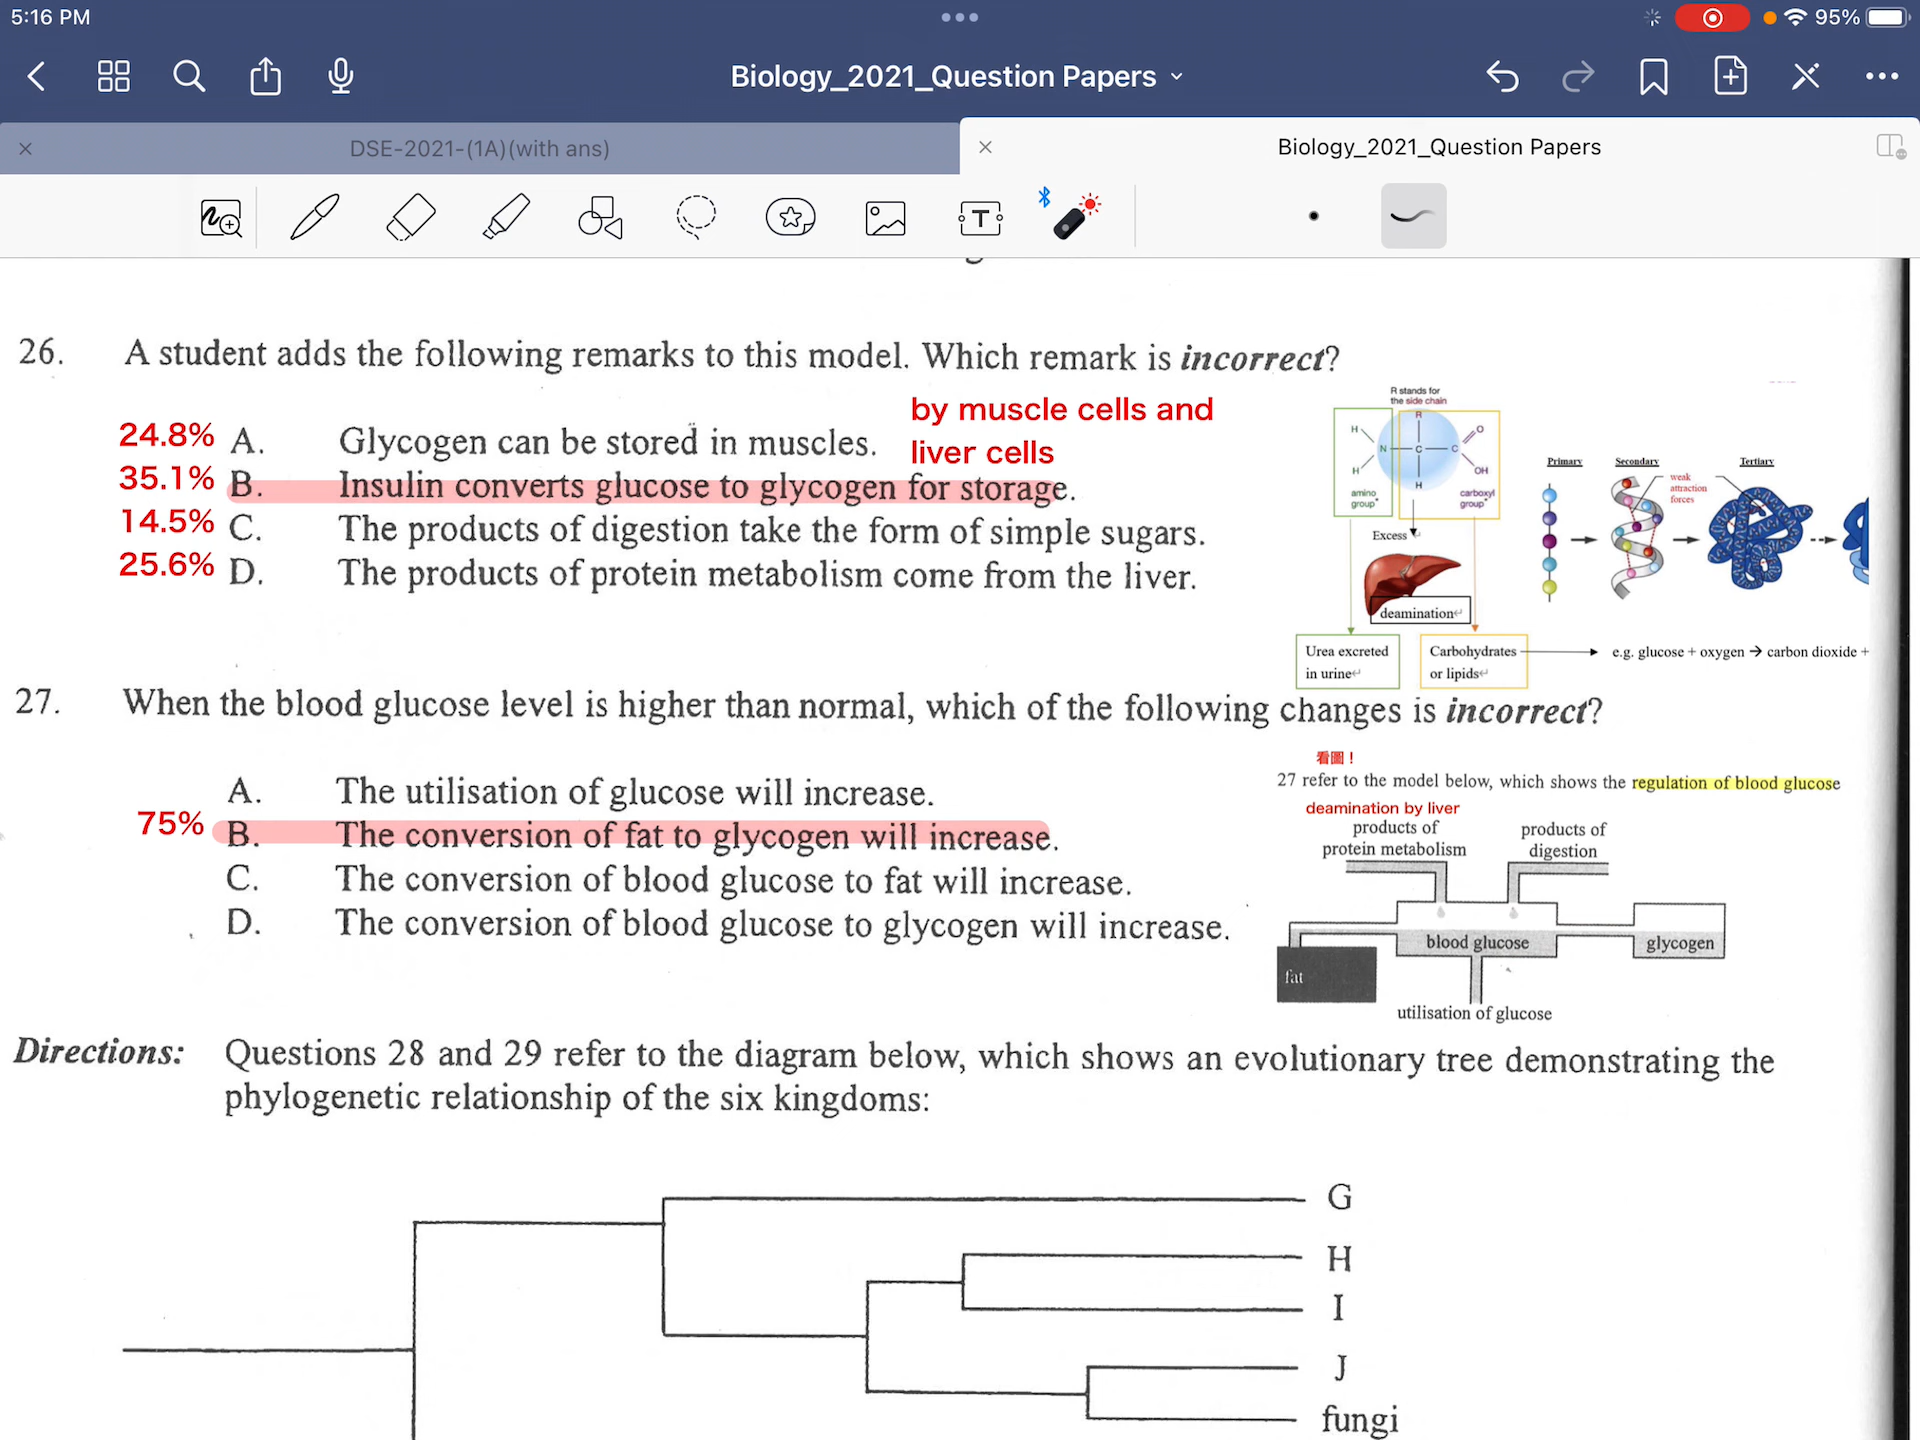 5:16 PM
95%
Biology_2021_Question Papers
DSE-2021-(1A)(with ans)
Biology_2021_Question Papers
26. A student adds the following remarks to this model. Which remark is incorrect?
by muscle cells and
liver cells
24.8% A. Glycogen can be stored in muscles.
35.1% B. Insulin converts glucose to glycogen for storage.
14.5% C. The products of digestion take the form of simple sugars.
25.6% D. The products of protein metabolism come from the liver.
R stands for
the side chain
R
H
N C C
O
OH
H
H
amino
group
carboxyl
group
Excess
deamination
Urea excreted
in urine
Carbohydrates
or lipids
e.g. glucose + oxygen → carbon dioxide +
Primary Secondary Tertiary
weak
attraction
forces
27. When the blood glucose level is higher than normal, which of the following changes is incorrect?
A. The utilisation of glucose will increase.
75% B. The conversion of fat to glycogen will increase.
C. The conversion of blood glucose to fat will increase.
D. The conversion of blood glucose to glycogen will increase.
看圖！
27 refer to the model below, which shows the regulation of blood glucose
deamination by liver
products of
protein metabolism
products of
digestion
blood glucose
glycogen
fat
utilisation of glucose
Directions: Questions 28 and 29 refer to the diagram below, which shows an evolutionary tree demonstrating the
phylogenetic relationship of the six kingdoms:
G
H
I
J
fungi